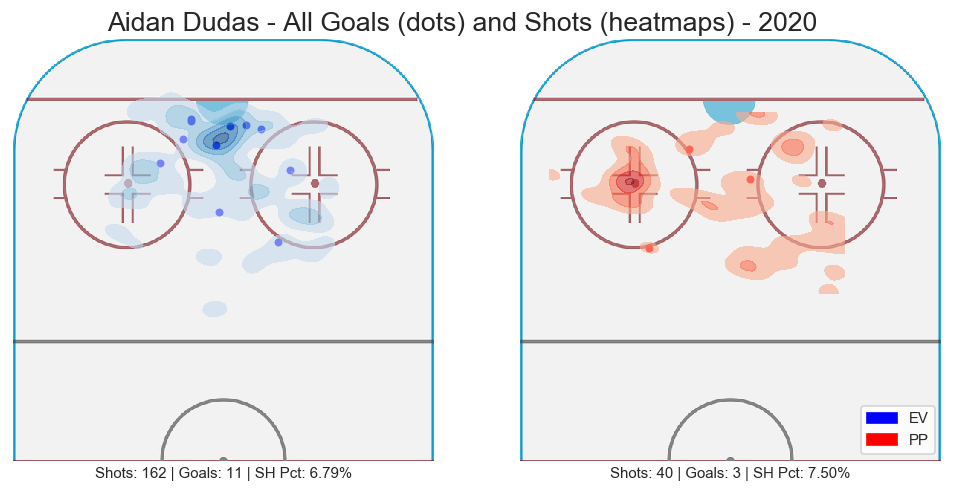 Aidan Dudas - All Goals (dots) and Shots (heatmaps) - 2020
EV
PP
Shots: 162 | Goals: 11 | SH Pct: 6.79%
Shots: 40 | Goals: 3 | SH Pct: 7.50%